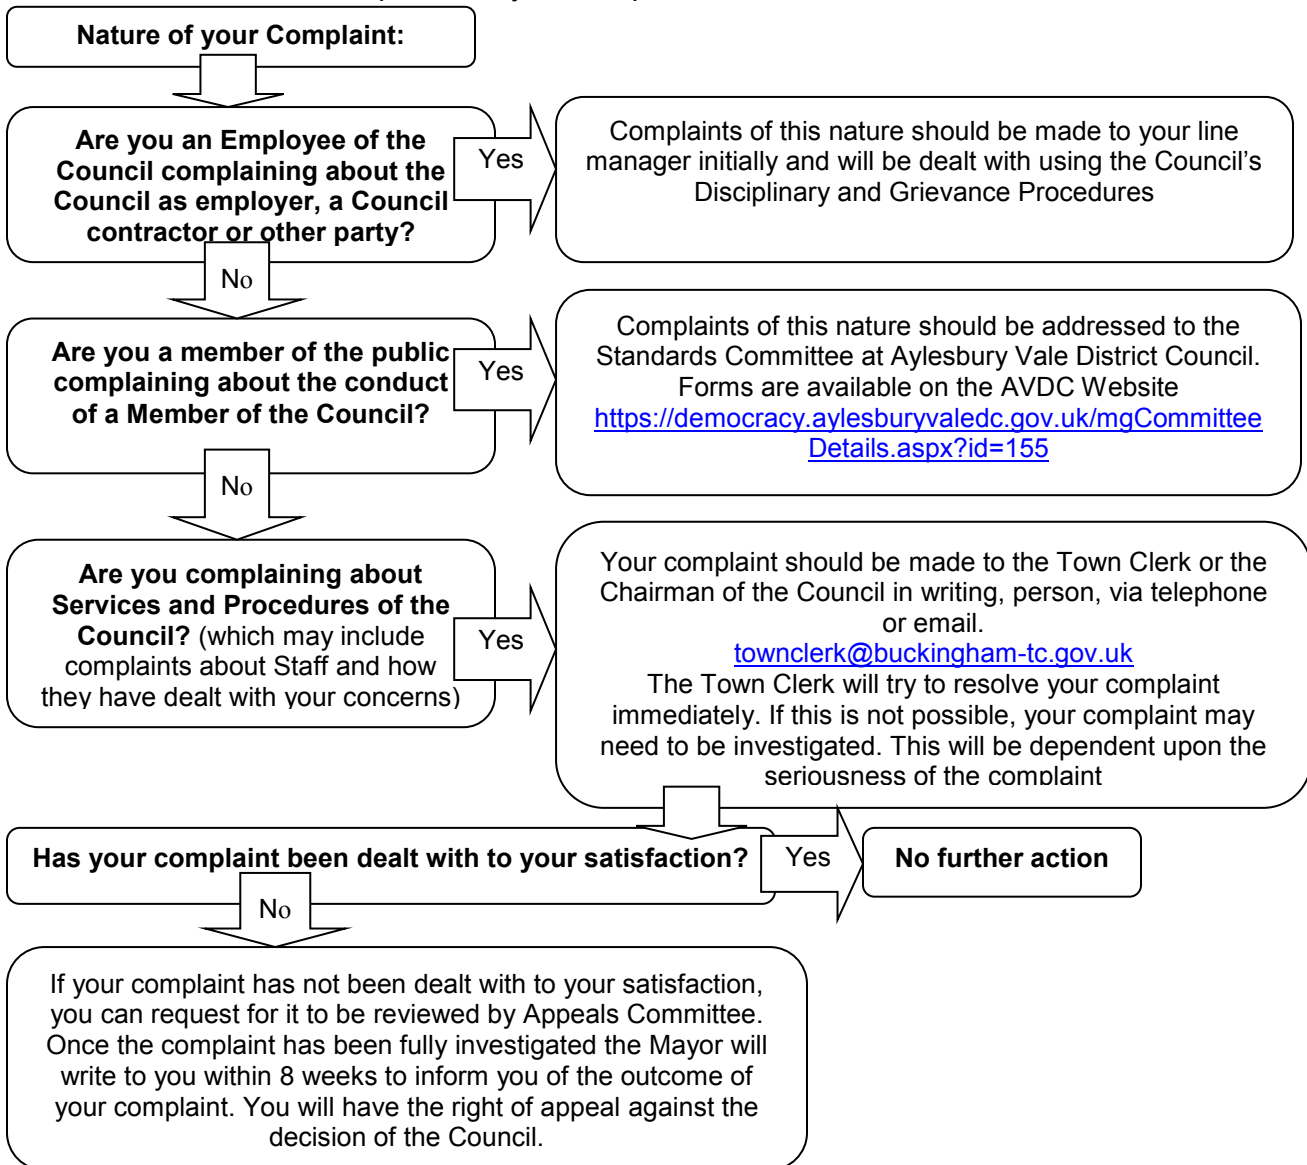 Nature of your Complaint:
Are you an Employee of the
Council complaining about the
Council as employer, a Council
contractor or other party?
Yes
Complaints of this nature should be made to your line
manager initially and will be dealt with using the Council's
Disciplinary and Grievance Procedures
No
Are you a member of the public
complaining about the conduct
of a Member of the Council?
Yes
Complaints of this nature should be addressed to the
Standards Committee at Aylesbury Vale District Council.
Forms are available on the AVDC Website
https://democracy.aylesburyvaledc.gov.uk/mgCommittee
Details.aspx?id=155
No
Are you complaining about
Services and Procedures of the
Council? (which may include
complaints about Staff and how
they have dealt with your concerns)
Yes
Your complaint should be made to the Town Clerk or the
Chairman of the Council in writing, person, via telephone
or email.
townclerk@buckingham-tc.gov.uk
The Town Clerk will try to resolve your complaint
immediately. If this is not possible, your complaint may
need to be investigated. This will be dependent upon the
seriousness of the complaint
Has your complaint been dealt with to your satisfaction?
Yes
No further action
No
If your complaint has not been dealt with to your satisfaction,
you can request for it to be reviewed by Appeals Committee.
Once the complaint has been fully investigated the Mayor will
write to you within 8 weeks to inform you of the outcome of
your complaint. You will have the right of appeal against the
decision of the Council.